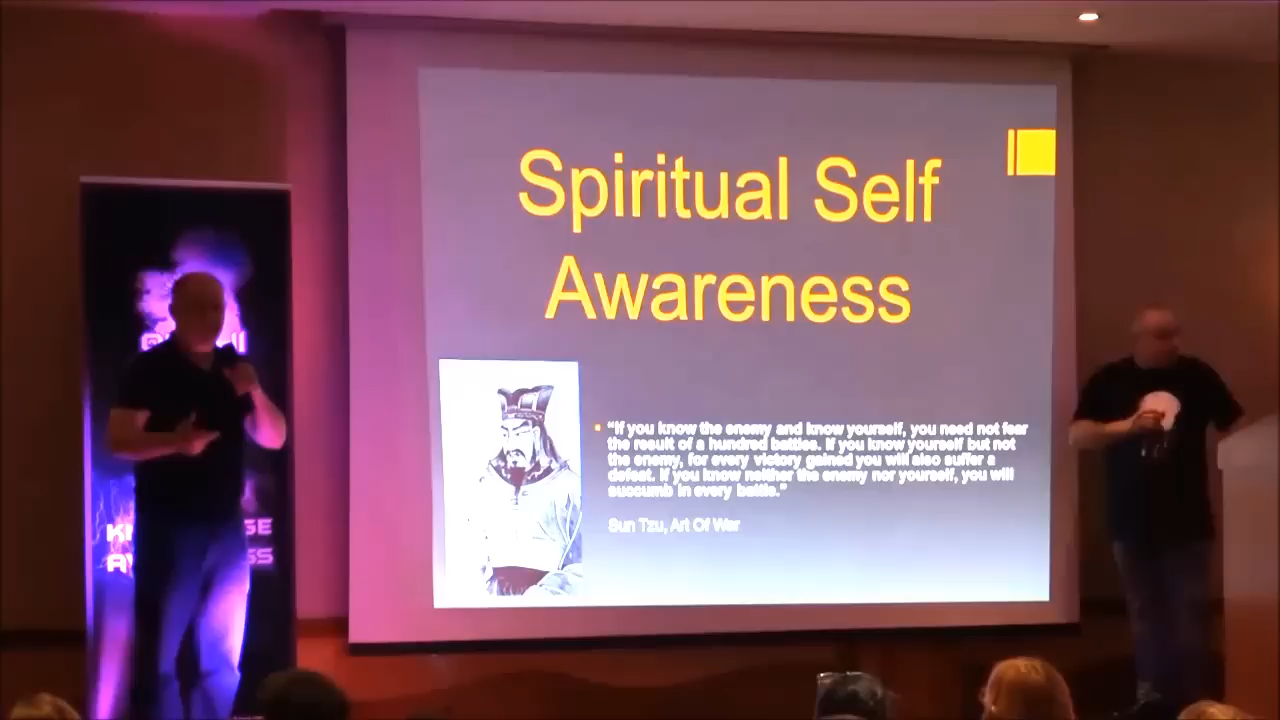 Spiritual Self
Awareness
"If you know the enemy and know yourself, you need not fear
the result of a hundred battles. If you know yourself but not
the enemy, for every victory gained you will also suffer a
defeat. If you know neither the enemy nor yourself, you will
succumb in every battle."
Sun Tzu, Art Of War